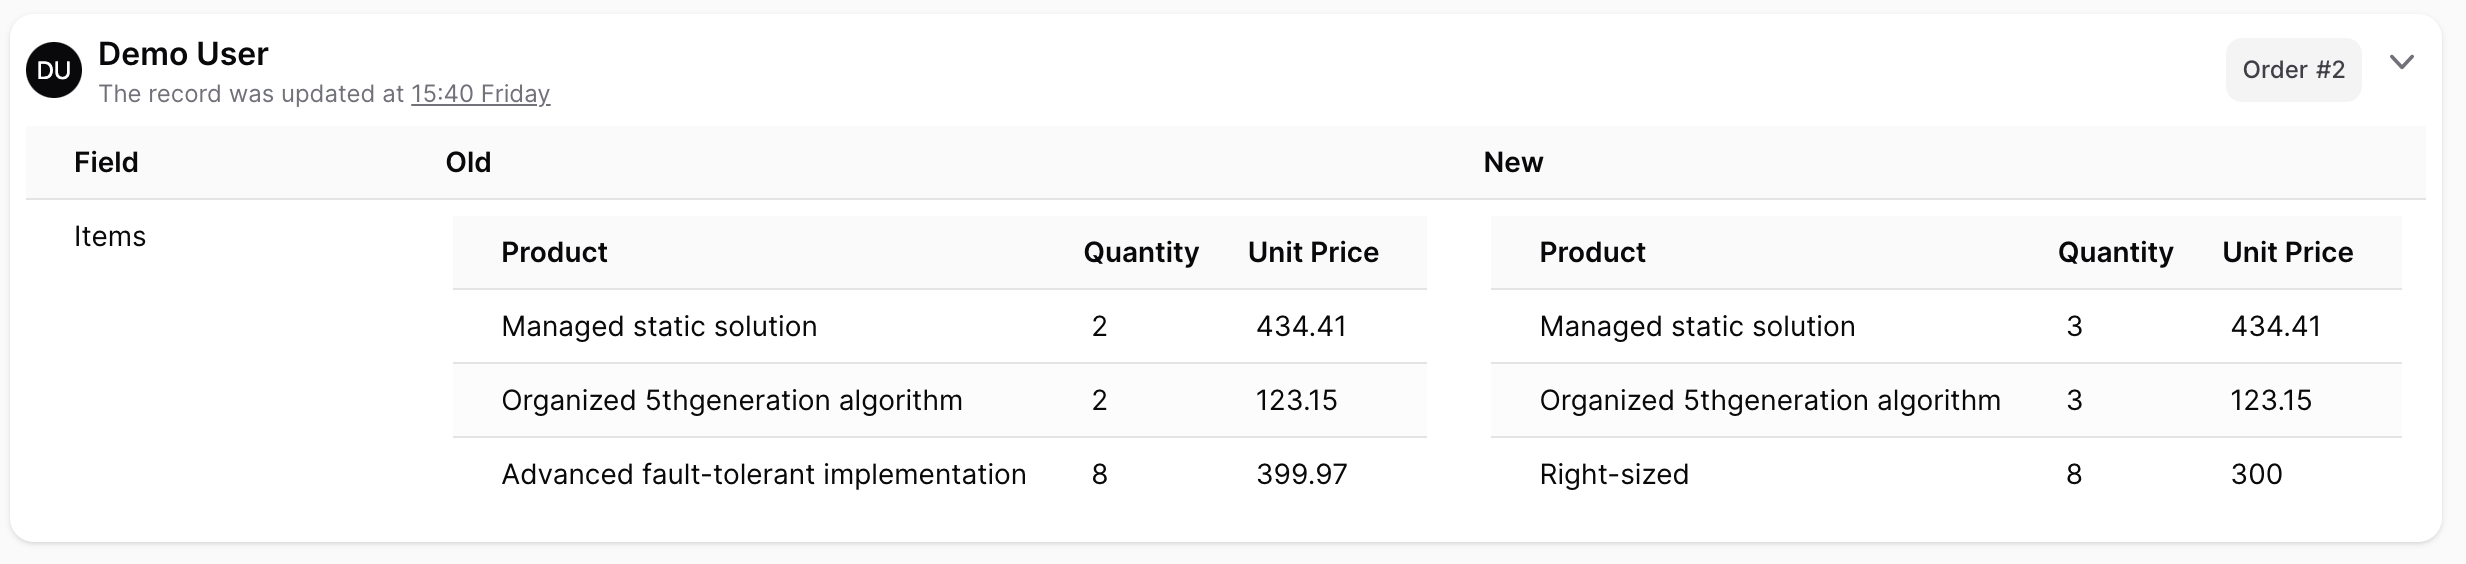 DU
Demo User
The record was updated at 15:40 Friday
Order #2
Field Old New
Items
Product Quantity Unit Price
Managed static solution 2 434.41
Organized 5thgeneration algorithm 2 123.15
Advanced fault-tolerant implementation 8 399.97
Product Quantity Unit Price
Managed static solution 3 434.41
Organized 5thgeneration algorithm 3 123.15
Right-sized 8 300